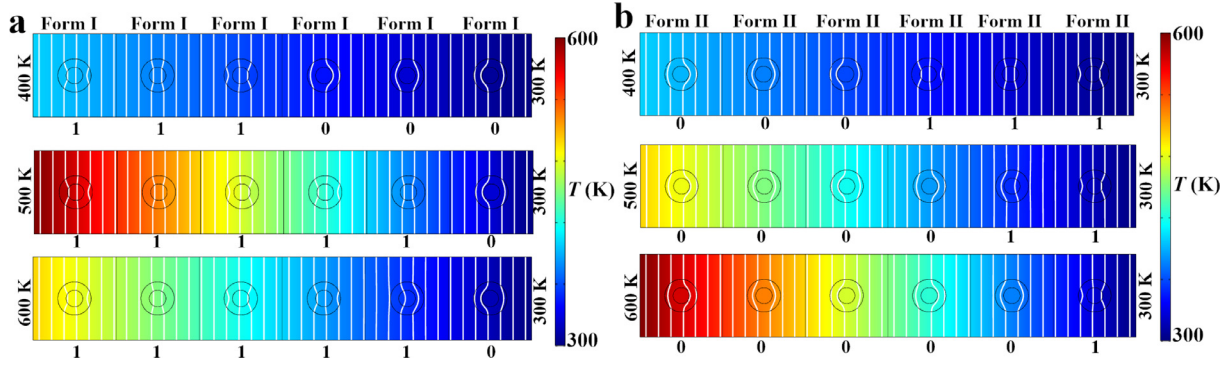 a
Form I Form I Form I Form I Form I Form I
400 K 300 K
1 1 1 0 0 0
500 K 300 K
1 1 1 1 1 0
600 K 300 K
1 1 1 1 1 0
600
T (K)
300
b
Form II Form II Form II Form II Form II Form II
400 K 300 K
0 0 0 1 1 1
500 K 300 K
0 0 0 0 1 1
600 K 300 K
0 0 0 0 0 1
600
T (K)
300